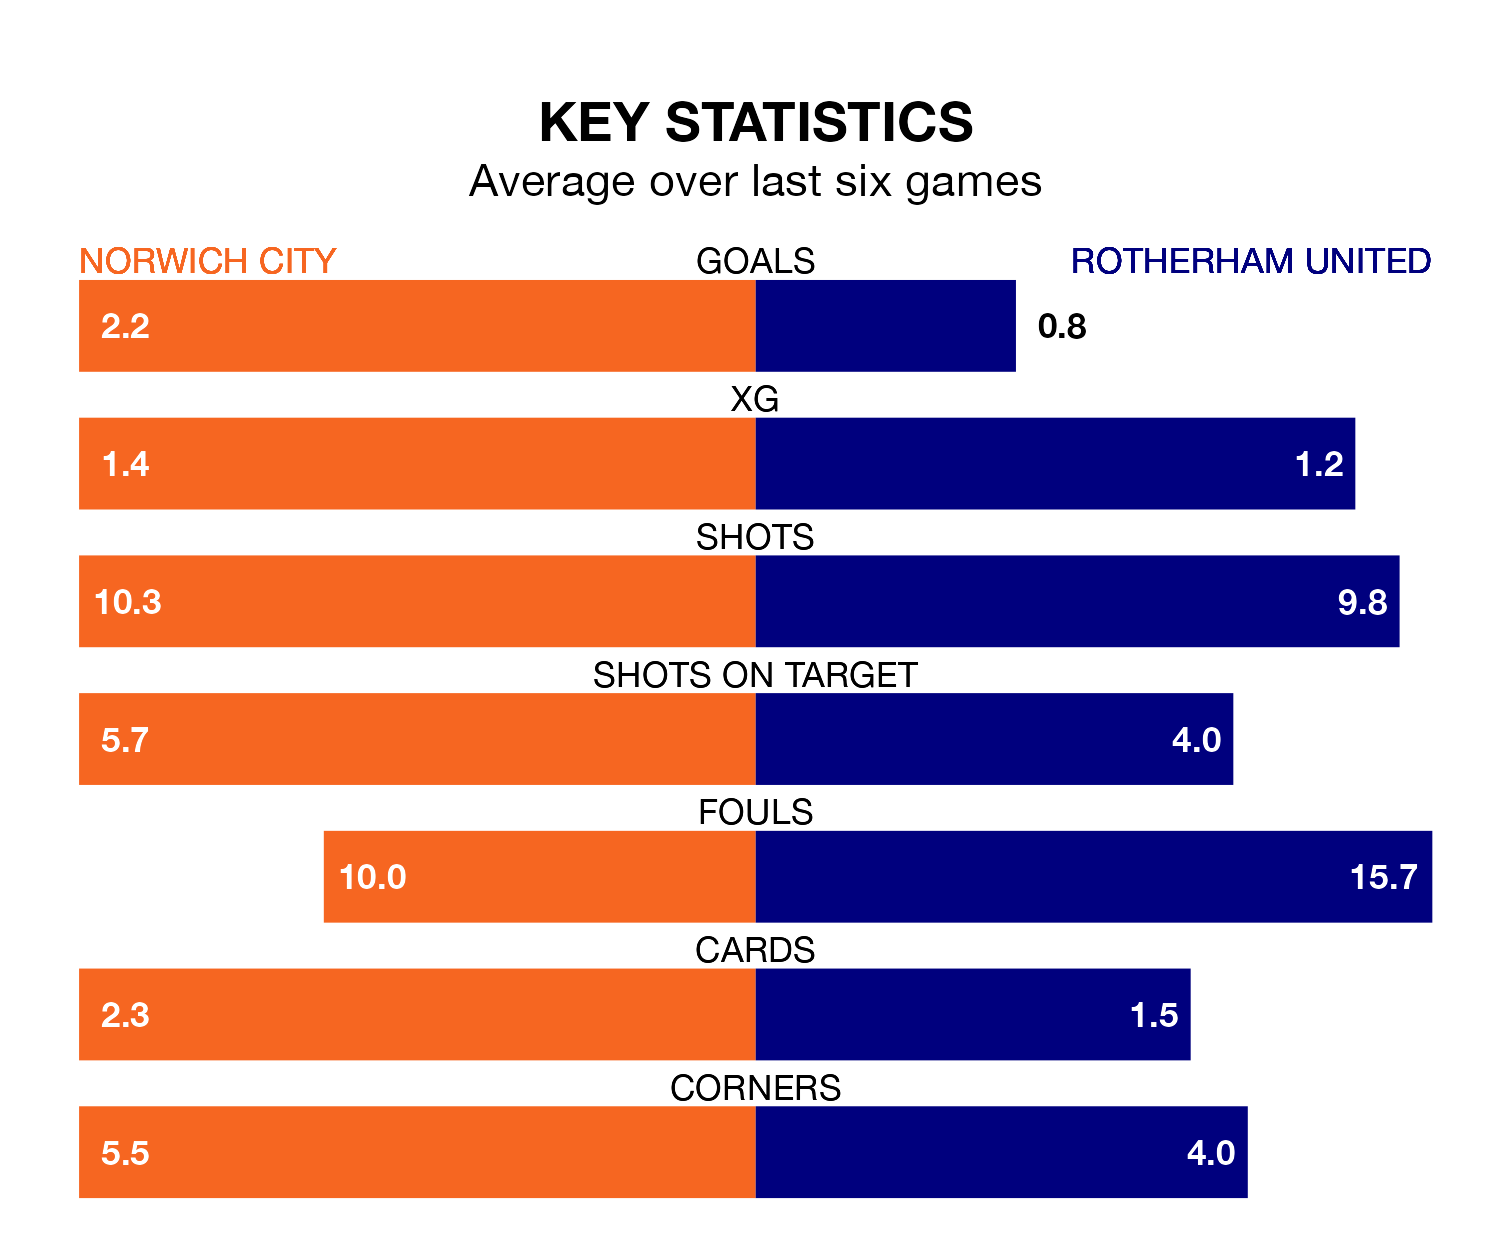 KEY STATISTICS
Average over last six games
NORWICH CITY GOALS ROTHERHAM UNITED
2.2 0.8
XG
1.4 1.2
SHOTS
10.3 9.8
SHOTS ON TARGET
5.7 4.0
FOULS
10.0 15.7
CARDS
2.3 1.5
CORNERS
5.5 4.0